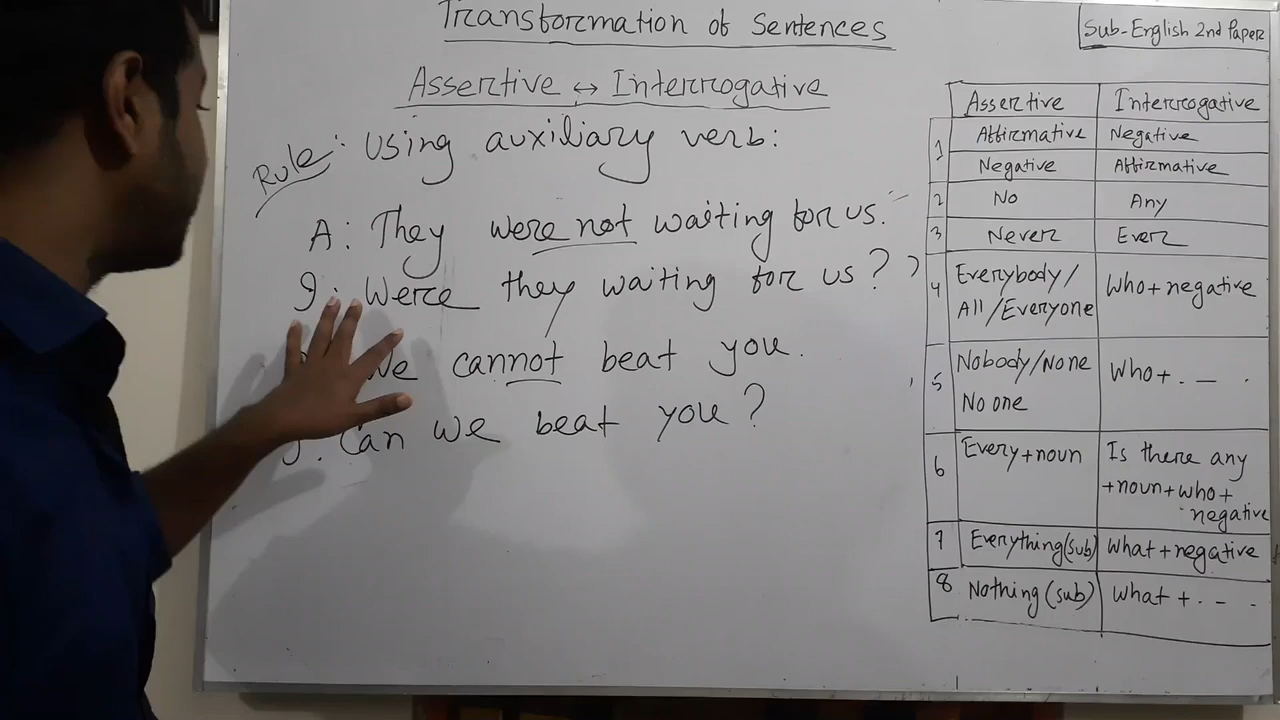 Transformation of Sentences
Sub-English 2nd Paper
Assertive ↔ Interrogative
Rule: Using auxiliary verb:
A: They were not waiting for us.
I: Were they waiting for us?
We cannot beat you.
Can we beat you?
Assertive Interrogative
1 Affirmative Negative
Negative Affirmative
2 No Any
3 Never Ever
4 Everybody/ All/Everyone Who+negative
5 Nobody/None No one Who+. _ .
6 Every+noun Is there any +noun+who+ negative
7 Everything(sub) What+negative
8 Nothing(sub) What +. - .